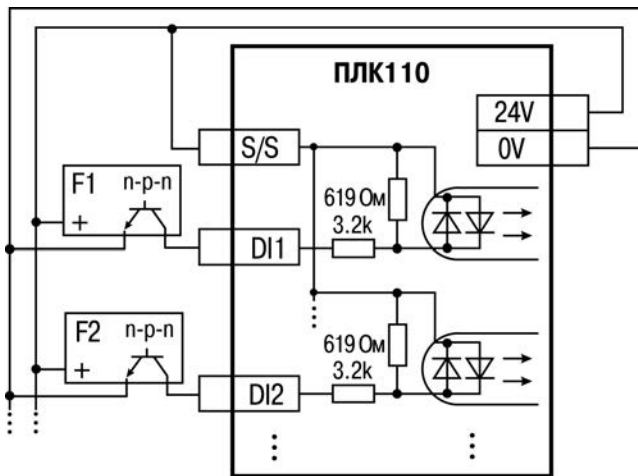 ПЛК110
24V
0V
S/S
F1 n-p-n
+
619 Ом
3.2k
DI1
F2 n-p-n
+
619 Ом
3.2k
DI2